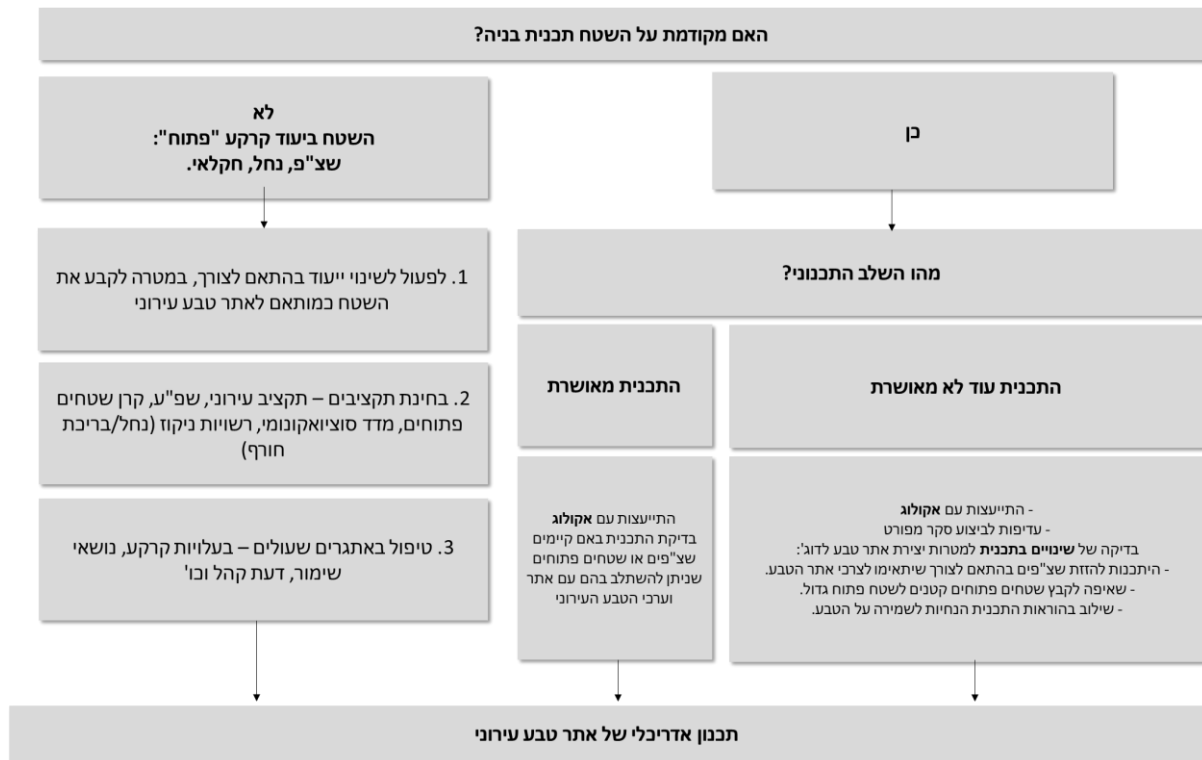 האם מקודמת על השטח תכנית בניה?
כן
לא
השטח ביעוד קרקע "פתוח":
שצ"פ, נחל, חקלאי.
מהו השלב התכנוני?
התכנית עוד לא מאושרת
התכנית מאושרת
- התייעצות עם אקולוג
- עדיפות לביצוע סקר מפורט
בדיקה של שינויים בתכנית למטרות יצירת אתר טבע לדוג':
- היתכנות להזזת שצ"פים בהתאם לצורך שיתאימו לצרכי אתר הטבע.
- שאיפה לקבץ שטחים פתוחים קטנים לשטח פתוח גדול.
- שילוב בהוראות התכנית הנחיות לשמירה על הטבע.
התייעצות עם אקולוג
בדיקת התכנית באם קיימים
שצ"פים או שטחים פתוחים
שניתן להשתלב בהם עם אתר
וערכי הטבע העירוני
1. לפעול לשינוי ייעוד בהתאם לצורך, במטרה לקבע את
השטח כמותאם לאתר טבע עירוני
2. בחינת תקציבים – תקציב עירוני, שפ"ע, קרן שטחים
פתוחים, מדד סוציואקונומי, רשויות ניקוז (נחל/בריכת
חורף)
3. טיפול באתגרים שעולים – בעלויות קרקע, נושאי
שימור, דעת קהל וכו'
תכנון אדריכלי של אתר טבע עירוני